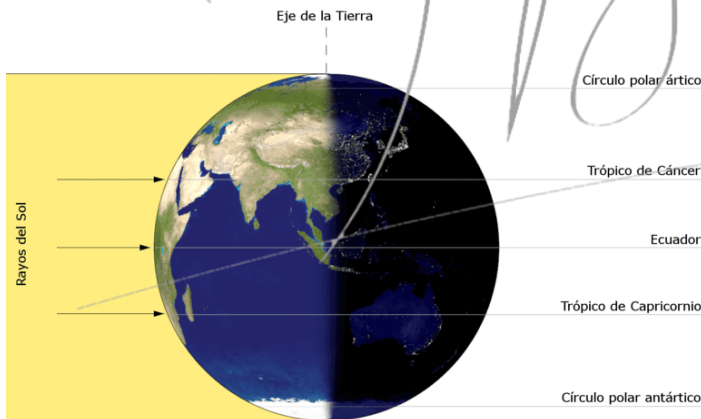 Eje de la Tierra
Círculo polar ártico
Trópico de Cáncer
Rayos del Sol
Ecuador
Trópico de Capricornio
Círculo polar antártico